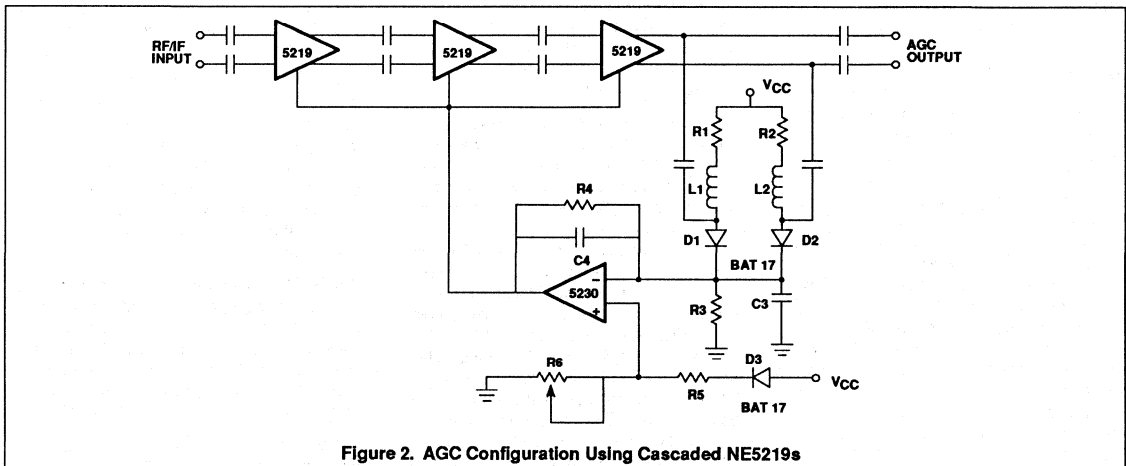 RF/IF
INPUT
5219
5219
5219
AGC
OUTPUT
VCC
R1
R2
L1
L2
R4
C4
D1
D2
BAT 17
5230
−
+
R3
C3
R6
R5
D3
VCC
BAT 17
Figure 2. AGC Configuration Using Cascaded NE5219s